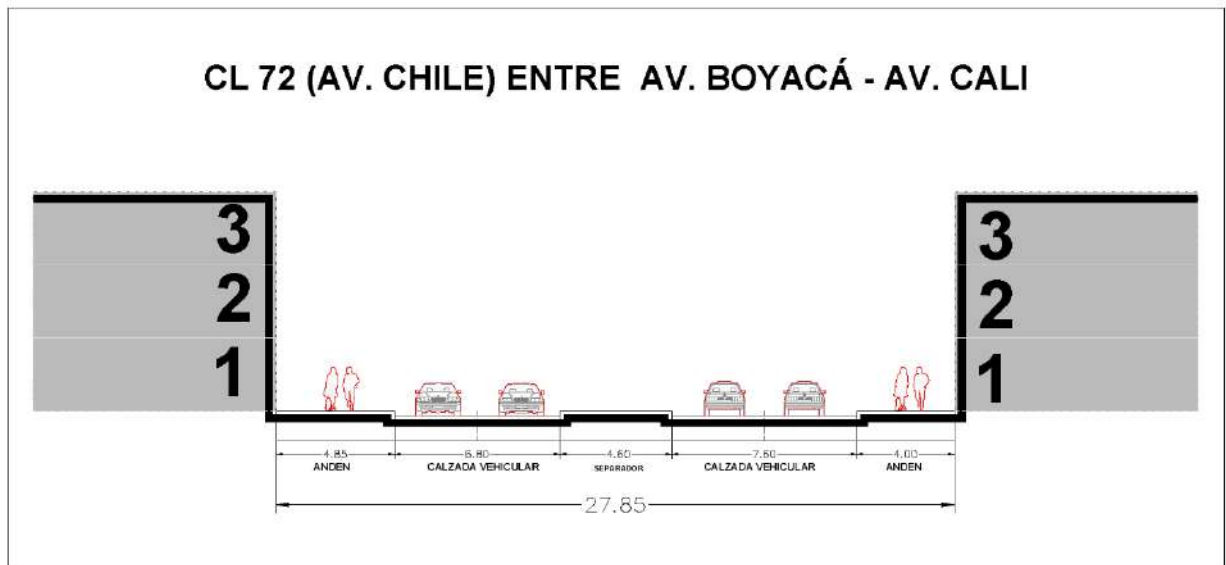 CL 72 (AV. CHILE) ENTRE AV. BOYACÁ - AV. CALI
3
3
2
2
1
1
4.85
6.80
4.60
7.60
4.00
ANDEN
CALZADA VEHICULAR
SEPARADOR
CALZADA VEHICULAR
ANDEN
27.85